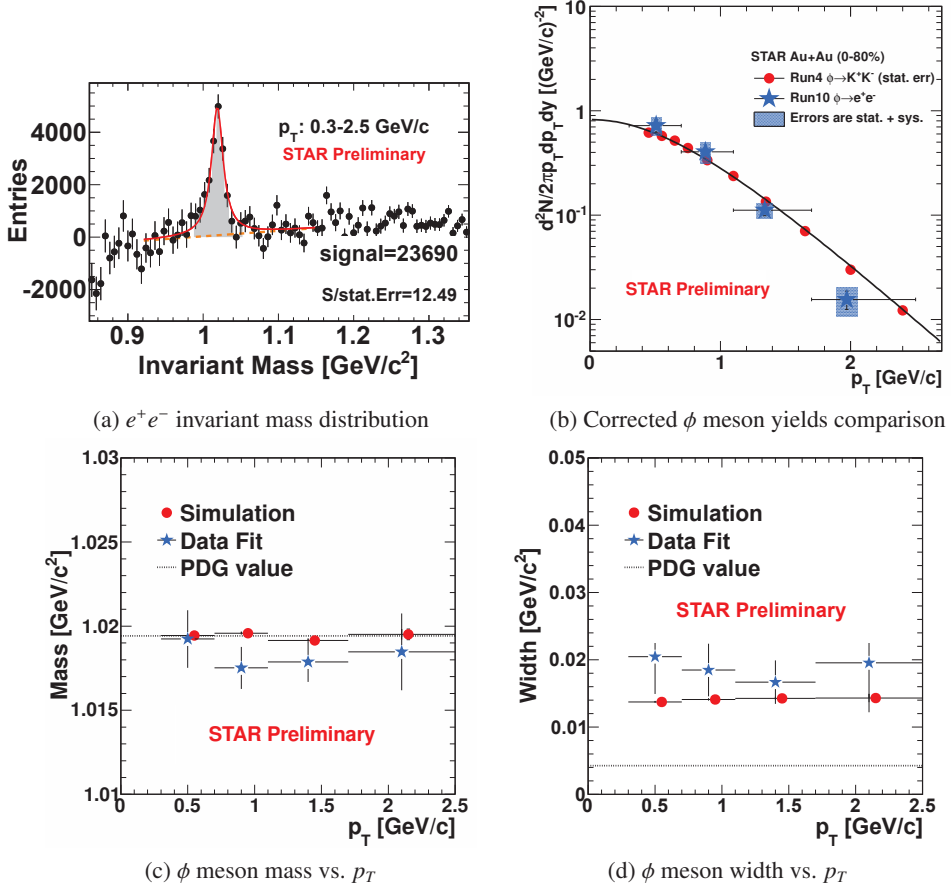 4000
2000
0
-2000
Entries
p_T: 0.3-2.5 GeV/c
STAR Preliminary
signal=23690
S/stat.Err=12.49
0.9 1 1.1 1.2 1.3
Invariant Mass [GeV/c²]
(a) e⁺e⁻ invariant mass distribution
d²N/2πp_Tdp_Tdy [(GeV/c)⁻²]
10
1
10⁻¹
10⁻²
STAR Au+Au (0-80%)
Run4 ϕ→K⁺K⁻ (stat. err)
Run10 ϕ→e⁺e⁻
Errors are stat. + sys.
STAR Preliminary
0 1 2
p_T [GeV/c]
(b) Corrected ϕ meson yields comparison
Mass [GeV/c²]
1.03
1.025
1.02
1.015
1.01
Simulation
Data Fit
PDG value
STAR Preliminary
0 0.5 1 1.5 2 2.5
p_T [GeV/c]
(c) ϕ meson mass vs. p_T
Width [GeV/c²]
0.05
0.04
0.03
0.02
0.01
0
Simulation
Data Fit
PDG value
STAR Preliminary
0 0.5 1 1.5 2 2.5
p_T [GeV/c]
(d) ϕ meson width vs. p_T